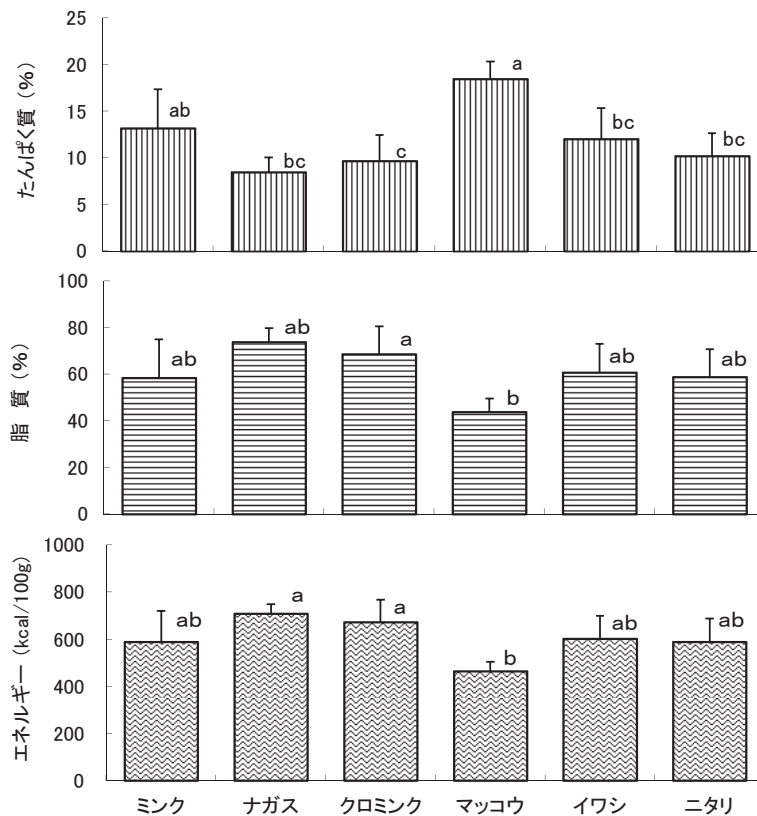 25
20
15
10
5
0
たんぱく質 (%)
ab
bc
c
a
bc
bc
100
80
60
40
20
0
脂 質 (%)
ab
ab
a
b
ab
ab
1000
800
600
400
200
0
エネルギー (kcal/100g)
ab
a
a
b
ab
ab
ミンク ナガス クロミンク マッコウ イワシ ニタリ